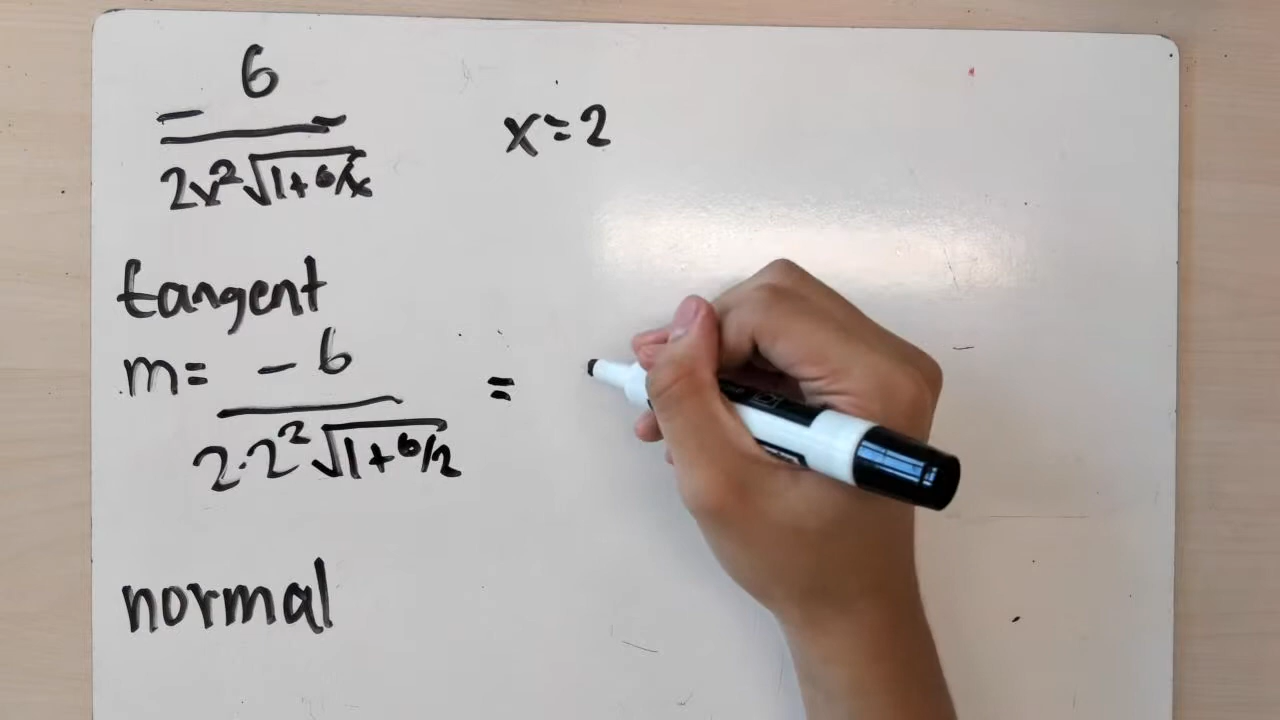 - 6 / 2x²√1+6/x
x=2
tangent
m= -6 / 2·2²√1+6/2 =
normal